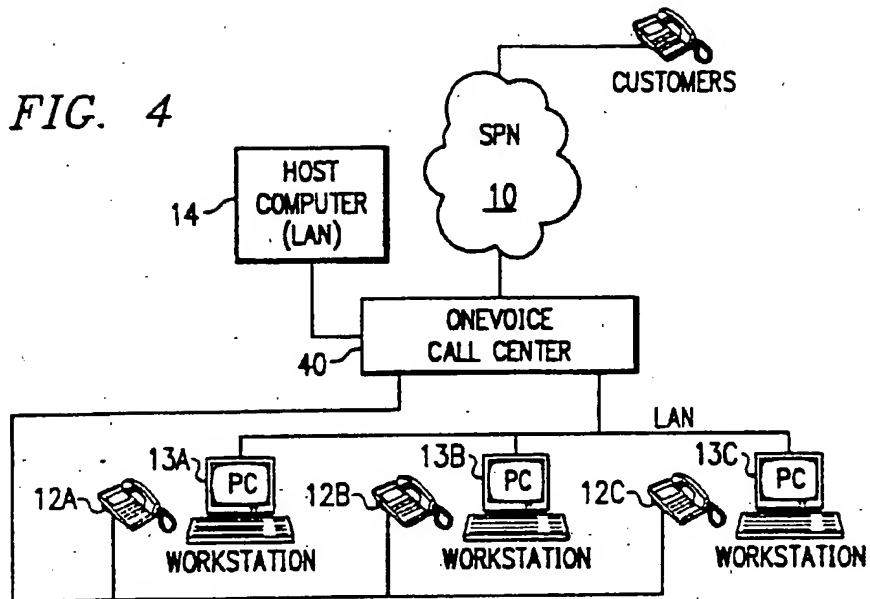 FIG. 4
CUSTOMERS
SPN
10
HOST
COMPUTER
(LAN)
14
ONEVOICE
CALL CENTER
40
LAN
13A
PC
13B
PC
13C
PC
12A
12B
12C
WORKSTATION
WORKSTATION
WORKSTATION